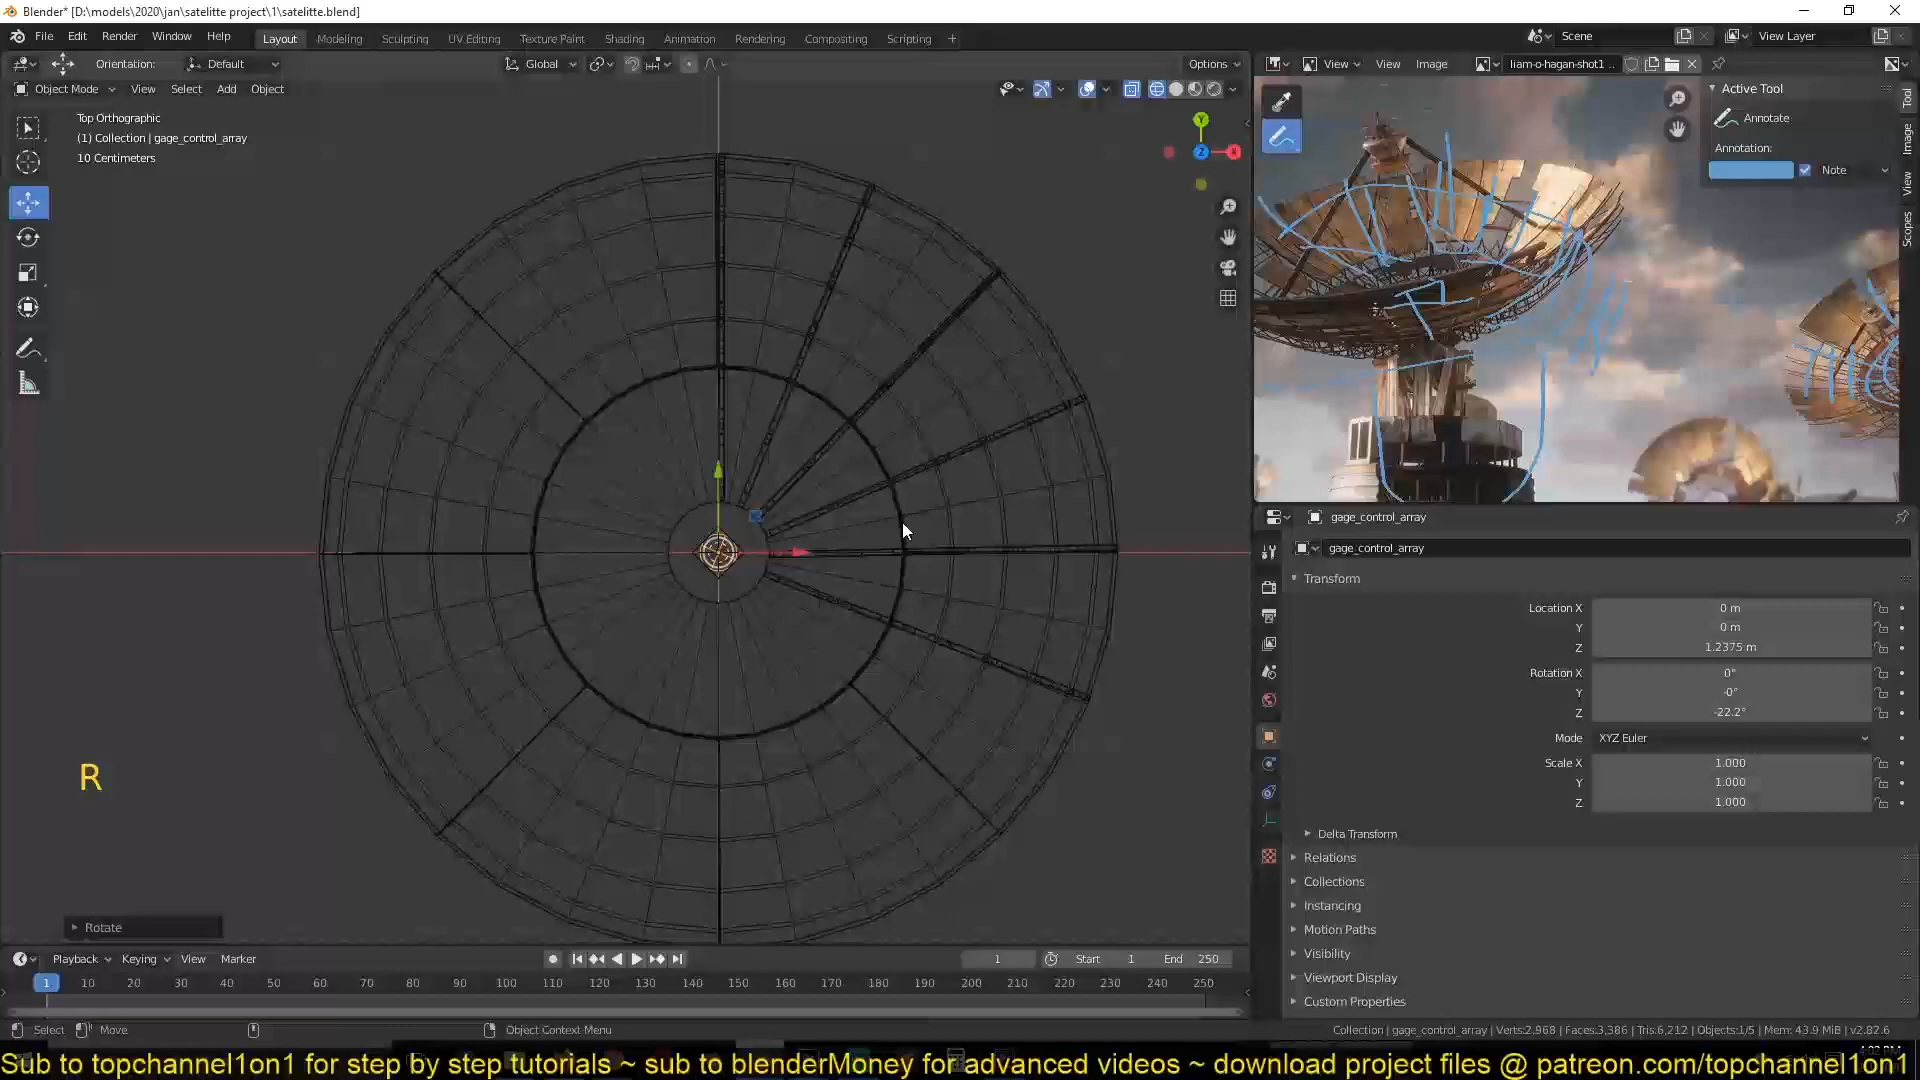 Blender* [D:\models\2020\jan\satelitte project\1\satelitte.blend]
File Edit Render Window Help Layout Modeling Sculpting UV Editing Texture Paint Shading Animation Rendering Compositing Scripting + Scene View Layer
Orientation: Default Global Options View View Image liam-o-hagan-shot1 ..
Object Mode View Select Add Object Active Tool
Top Orthographic
(1) Collection | gage_control_array
10 Centimeters
Y
Z X
Annotate
Annotation:
Note
Tool
Image
View
Scopes
gage_control_array
gage_control_array
Transform
Location X 0 m
Y 0 m
Z 1.2375 m
Rotation X 0°
Y -0°
Z -22.2°
Mode XYZ Euler
Scale X 1.000
Y 1.000
Z 1.000
Delta Transform
Relations
Collections
Instancing
Motion Paths
Visibility
Viewport Display
Custom Properties
R
Rotate
Playback Keying View Marker 1 Start 1 End 250
1 10 20 30 40 50 60 70 80 90 100 110 120 130 140 150 160 170 180 190 200 210 220 230 240 250
Select Move Object Context Menu Collection | gage_control_array | Verts:2,968 | Faces:3,386 | Tris:6,212 | Objects:1/5 | Mem: 43.9 MiB | v2.82.6
Sub to topchannel1on1 for step by step tutorials ~ sub to blenderMoney for advanced videos ~ download project files @ patreon.com/topchannel1on1